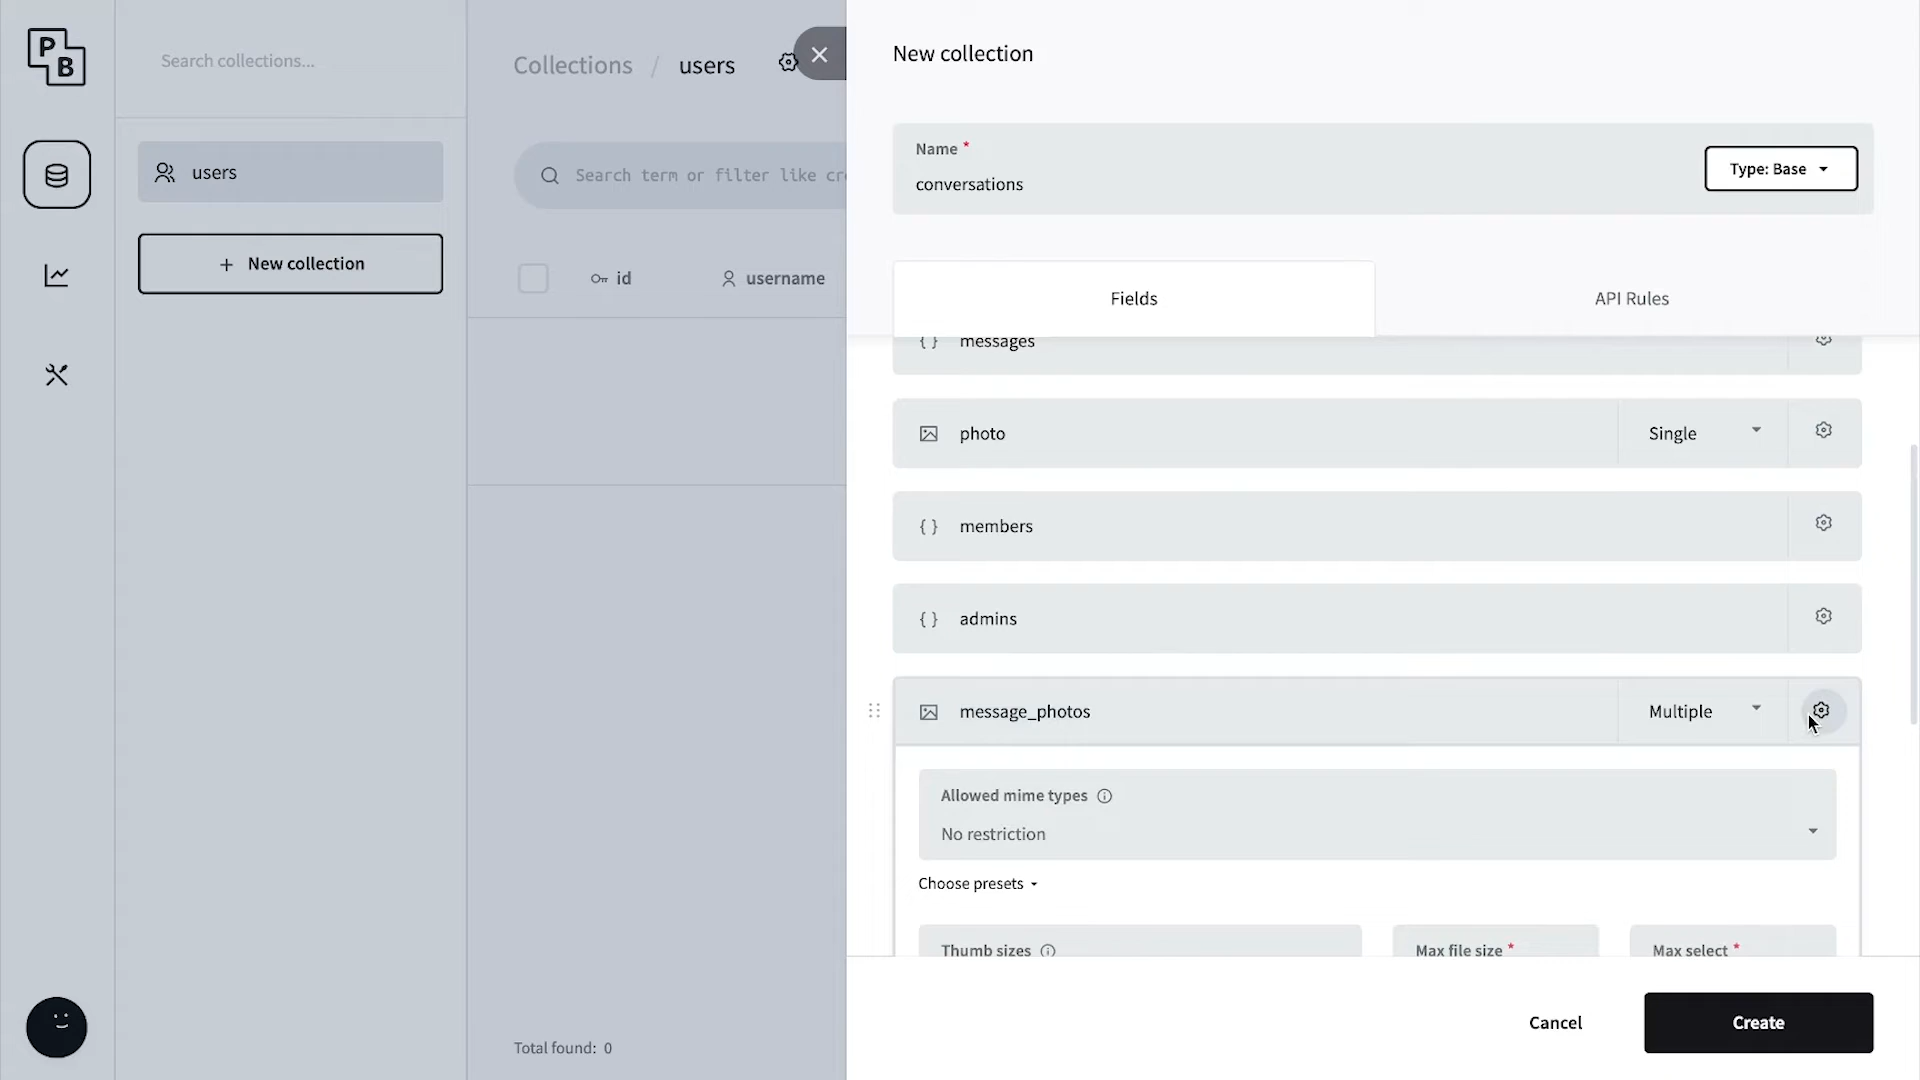 P
B
Search collections...
users
+ New collection
Collections / users
Search term or filter like cre
id
username
Total found: 0
New collection
Name *
conversations
Type: Base
Fields
API Rules
{ } messages
photo
Single
{ } members
{ } admins
message_photos
Multiple
Allowed mime types
No restriction
Choose presets
Thumb sizes
Max file size *
Max select *
Cancel
Create